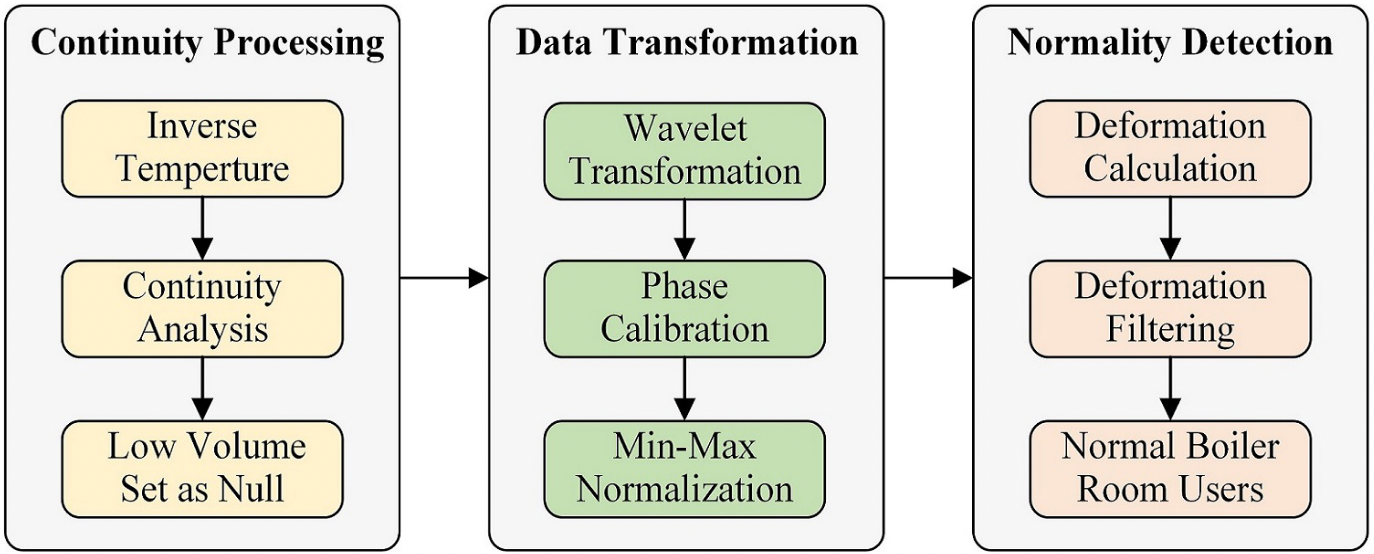 Continuity Processing
Inverse
Temperture
Continuity
Analysis
Low Volume
Set as Null
Data Transformation
Wavelet
Transformation
Phase
Calibration
Min-Max
Normalization
Normality Detection
Deformation
Calculation
Deformation
Filtering
Normal Boiler
Room Users